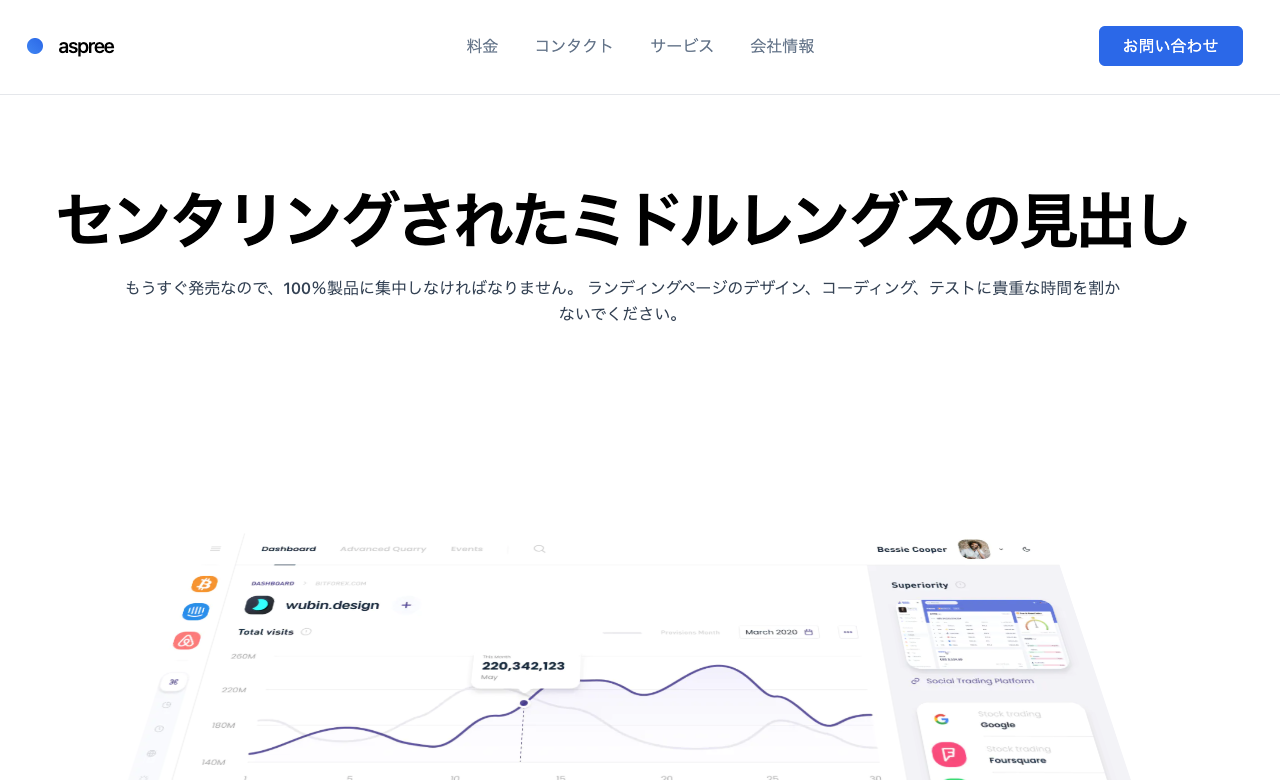 aspree
料金 コンタクト サービス 会社情報
お問い合わせ
センタリングされたミドルレングスの見出し
もうすぐ発売なので、100%製品に集中しなければなりません。 ランディングページのデザイン、コーディング、テストに貴重な時間を割か
ないでください。
Dashboard Advanced Quarry Events
Bessie Cooper
DASHBOARD BITFOREX.COM
wubin.design +
Superiority
Total visits
Previous Month
March 2020
260M
This Month
220,342,123
May
220M
180M
140M
1 5 10 15 20 25 30
Social Trading Platform
Stock trading
Google
Stock trading
Foursquare